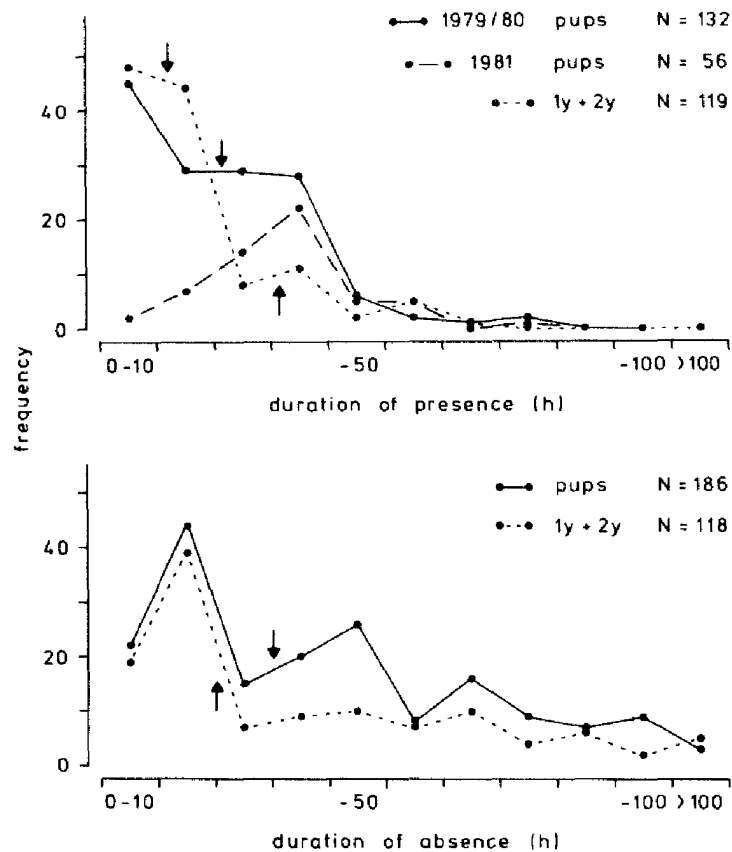 1979/80 pups N = 132
1981 pups N = 56
1y + 2y N = 119
40
20
0
0-10 -50 -100 >100
duration of presence (h)
frequency
pups N = 186
1y + 2y N = 118
40
20
0
0-10 -50 -100 >100
duration of absence (h)